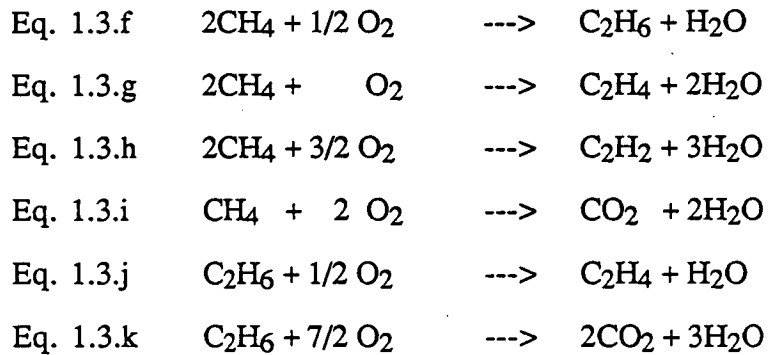 Eq. 1.3.f 2CH4 + 1/2 O2 ---> C2H6 + H2O
Eq. 1.3.g 2CH4 + O2 ---> C2H4 + 2H2O
Eq. 1.3.h 2CH4 + 3/2 O2 ---> C2H2 + 3H2O
Eq. 1.3.i CH4 + 2 O2 ---> CO2 + 2H2O
Eq. 1.3.j C2H6 + 1/2 O2 ---> C2H4 + H2O
Eq. 1.3.k C2H6 + 7/2 O2 ---> 2CO2 + 3H2O